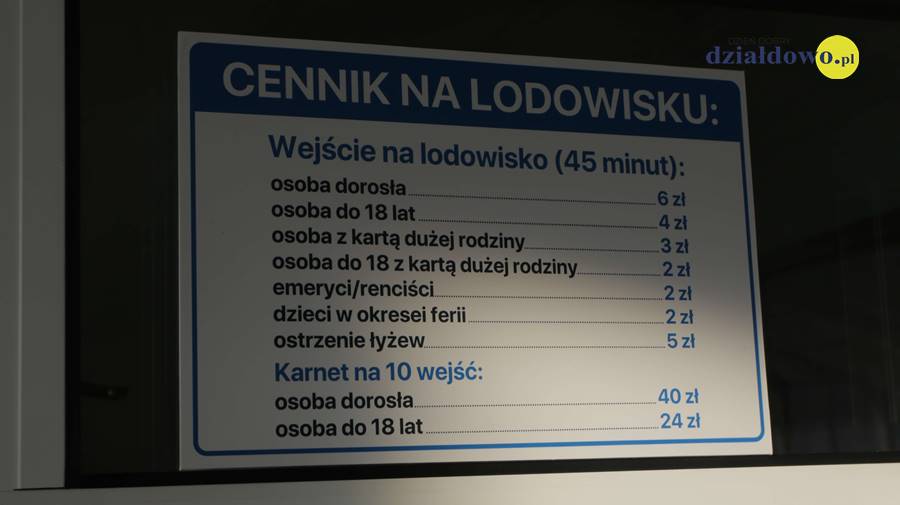 DZIEŃ DOBRY
działdowo.pl
CENNIK NA LODOWISKU:
Wejście na lodowisko (45 minut):
osoba dorosła 6 zł
osoba do 18 lat 4 zł
osoba z kartą dużej rodziny 3 zł
osoba do 18 z kartą dużej rodziny 2 zł
emeryci/renciści 2 zł
dzieci w okresei ferii 2 zł
ostrzenie łyżew 5 zł
Karnet na 10 wejść:
osoba dorosła 40 zł
osoba do 18 lat 24 zł